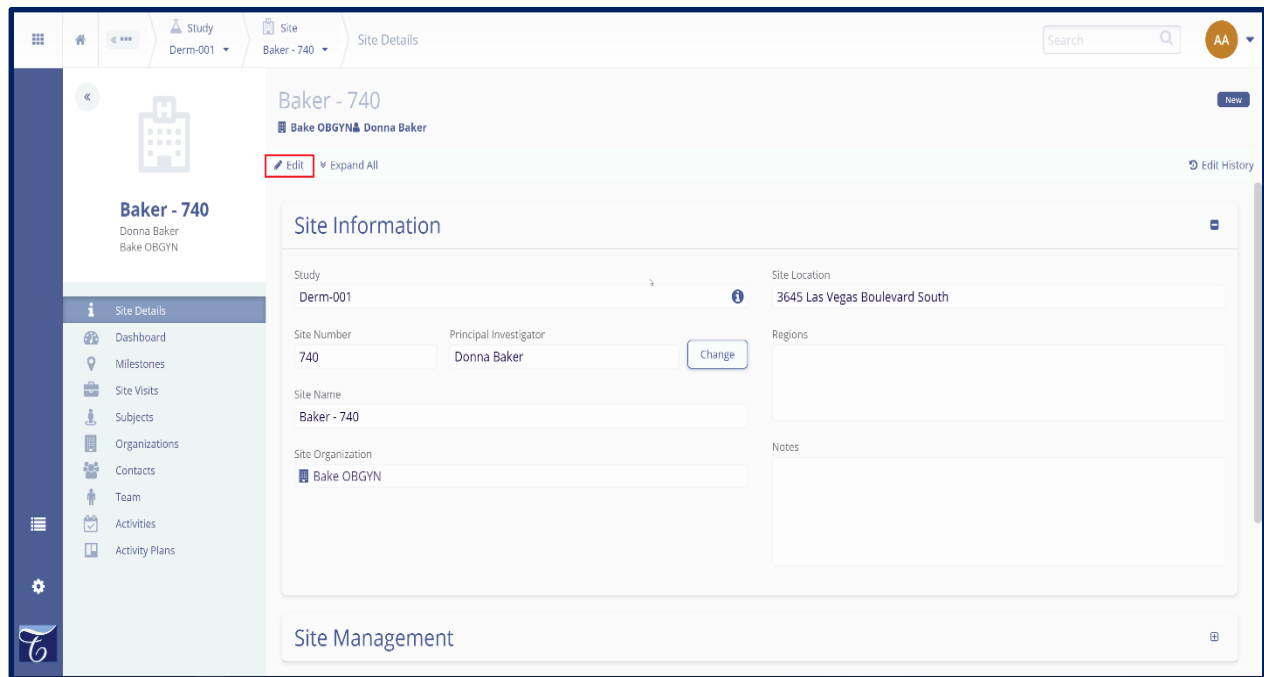 Study
Derm-001
Site
Baker - 740
Site Details
Search
AA
Baker - 740
Donna Baker
Bake OBGYN
Site Details
Dashboard
Milestones
Site Visits
Subjects
Organizations
Contacts
Team
Activities
Activity Plans
Baker - 740
New
Bake OBGYN Donna Baker
Edit Expand All Edit History
Site Information
Study
Derm-001
Site Number Principal Investigator
740 Donna Baker Change
Site Name
Baker - 740
Site Organization
Bake OBGYN
Site Location
3645 Las Vegas Boulevard South
Regions
Notes
Site Management